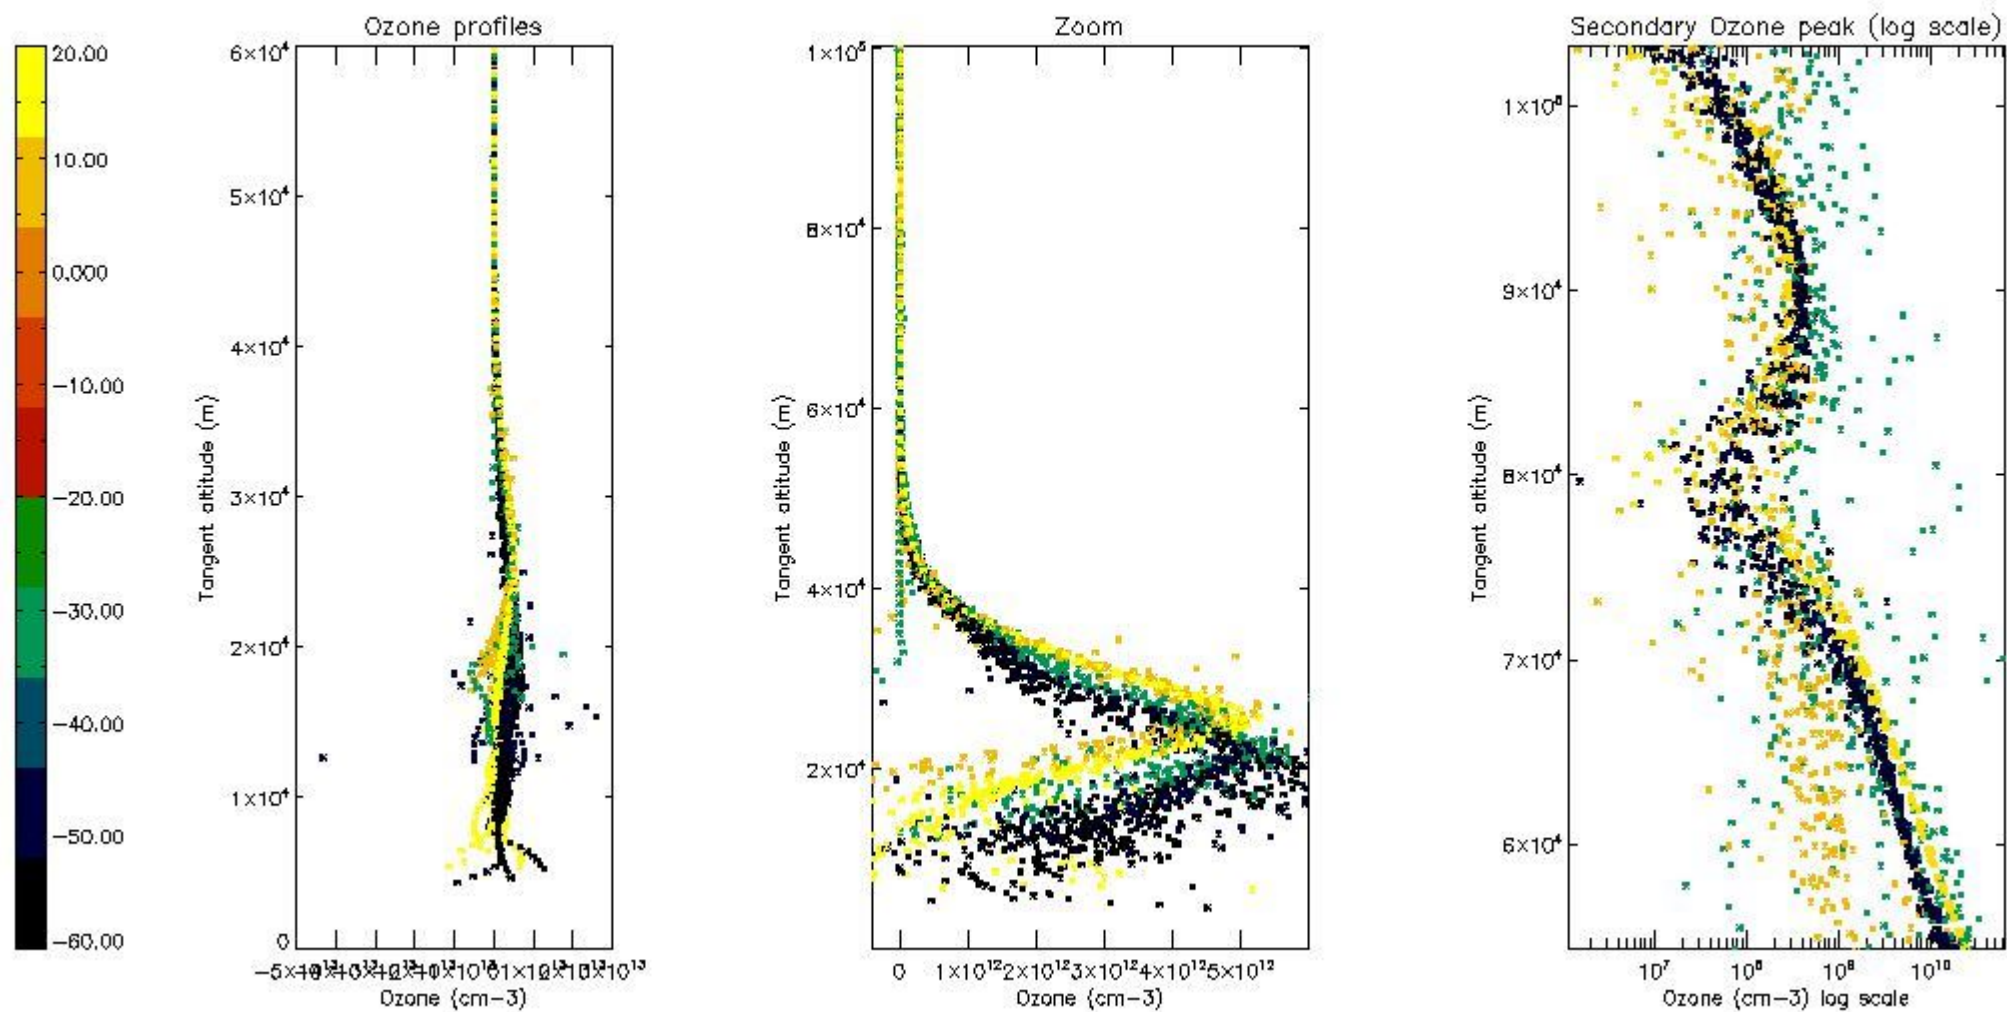 Ozone profiles
Zoom
Secondary Ozone peak (log scale)
20.00
10.00
0.000
−10.00
−20.00
−30.00
−40.00
−50.00
−60.00
6×10⁴
5×10⁴
4×10⁴
3×10⁴
2×10⁴
1×10⁴
0
Tangent altitude (m)
Ozone (cm−3)
1×10⁵
8×10⁴
6×10⁴
4×10⁴
2×10⁴
Tangent altitude (m)
0 1×10¹² 2×10¹² 3×10¹² 4×10¹² 5×10¹²
Ozone (cm−3)
9×10⁴
8×10⁴
7×10⁴
6×10⁴
Tangent altitude (m)
10⁷ 10⁸ 10⁹ 10¹⁰
Ozone (cm−3) log scale